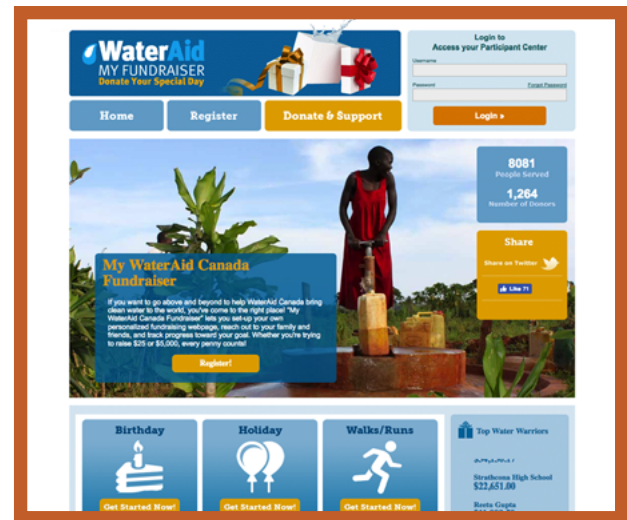 WaterAid
MY FUNDRAISER
Donate Your Special Day
Login to
Access your Participant Center
Username
Password
Forgot Password
Login »
Home
Register
Donate & Support
8081
People Served
1,264
Number of Donors
Share
Share on Twitter
Like 71
My WaterAid Canada
Fundraiser
If you want to go above and beyond to help WaterAid Canada bring
clean water to the world, you've come to the right place! "My
WaterAid Canada Fundraiser" lets you set-up your own
personalized fundraising webpage, reach out to your family and
friends, and track progress toward your goal. Whether you're trying
to raise $25 or $5,000, every penny counts!
Register!
Birthday
Get Started Now!
Holiday
Get Started Now!
Walks/Runs
Get Started Now!
Top Water Warriors
Strathcona High School
$22,651.00
Reetu Gupta